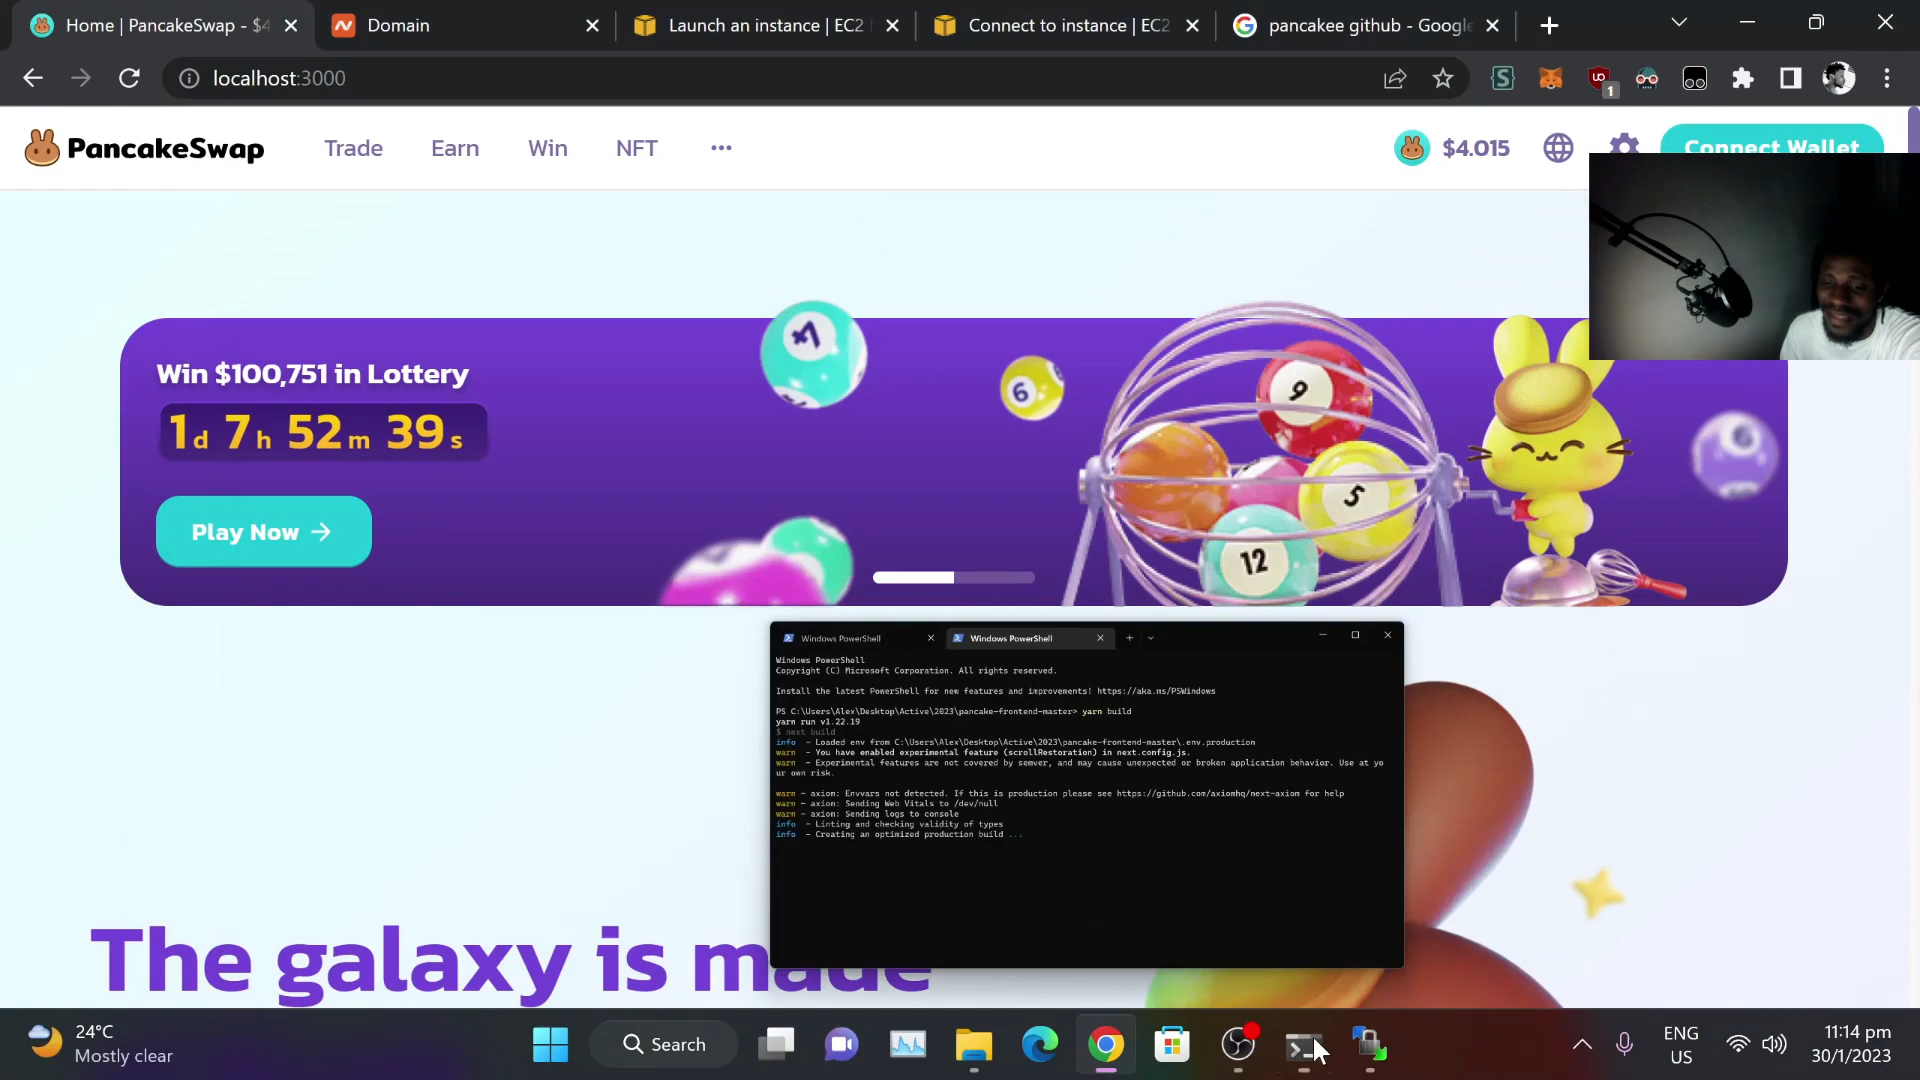 Home | PancakeSwap - $4
Domain
Launch an instance | EC2
Connect to instance | EC2
pancakee github - Google
localhost:3000
1
PancakeSwap
Trade
Earn
Win
NFT
$4.015
Connect Wallet
Win $100,751 in Lottery
1d 7h 52m 39s
Play Now
6
9
5
12
Windows PowerShell
Windows PowerShell
Windows PowerShell
Copyright (C) Microsoft Corporation. All rights reserved.
Install the latest PowerShell for new features and improvements! https://aka.ms/PSWindows
PS C:\Users\Alex\Desktop\Active\2023\pancake-frontend-master> yarn build
yarn run v1.22.19
$ next build
info - Loaded env from C:\Users\Alex\Desktop\Active\2023\pancake-frontend-master\.env.production
warn - You have enabled experimental feature (scrollRestoration) in next.config.js.
warn - Experimental features are not covered by semver, and may cause unexpected or broken application behavior. Use at yo
ur own risk.
warn - axiom: Envvars not detected. If this is production please see https://github.com/axiomhq/next-axiom for help
warn - axiom: Sending Web Vitals to /dev/null
warn - axiom: Sending logs to console
info - Linting and checking validity of types
info - Creating an optimized production build ...
The galaxy is made
24°C
Mostly clear
Search
ENG
US
11:14 pm
30/1/2023